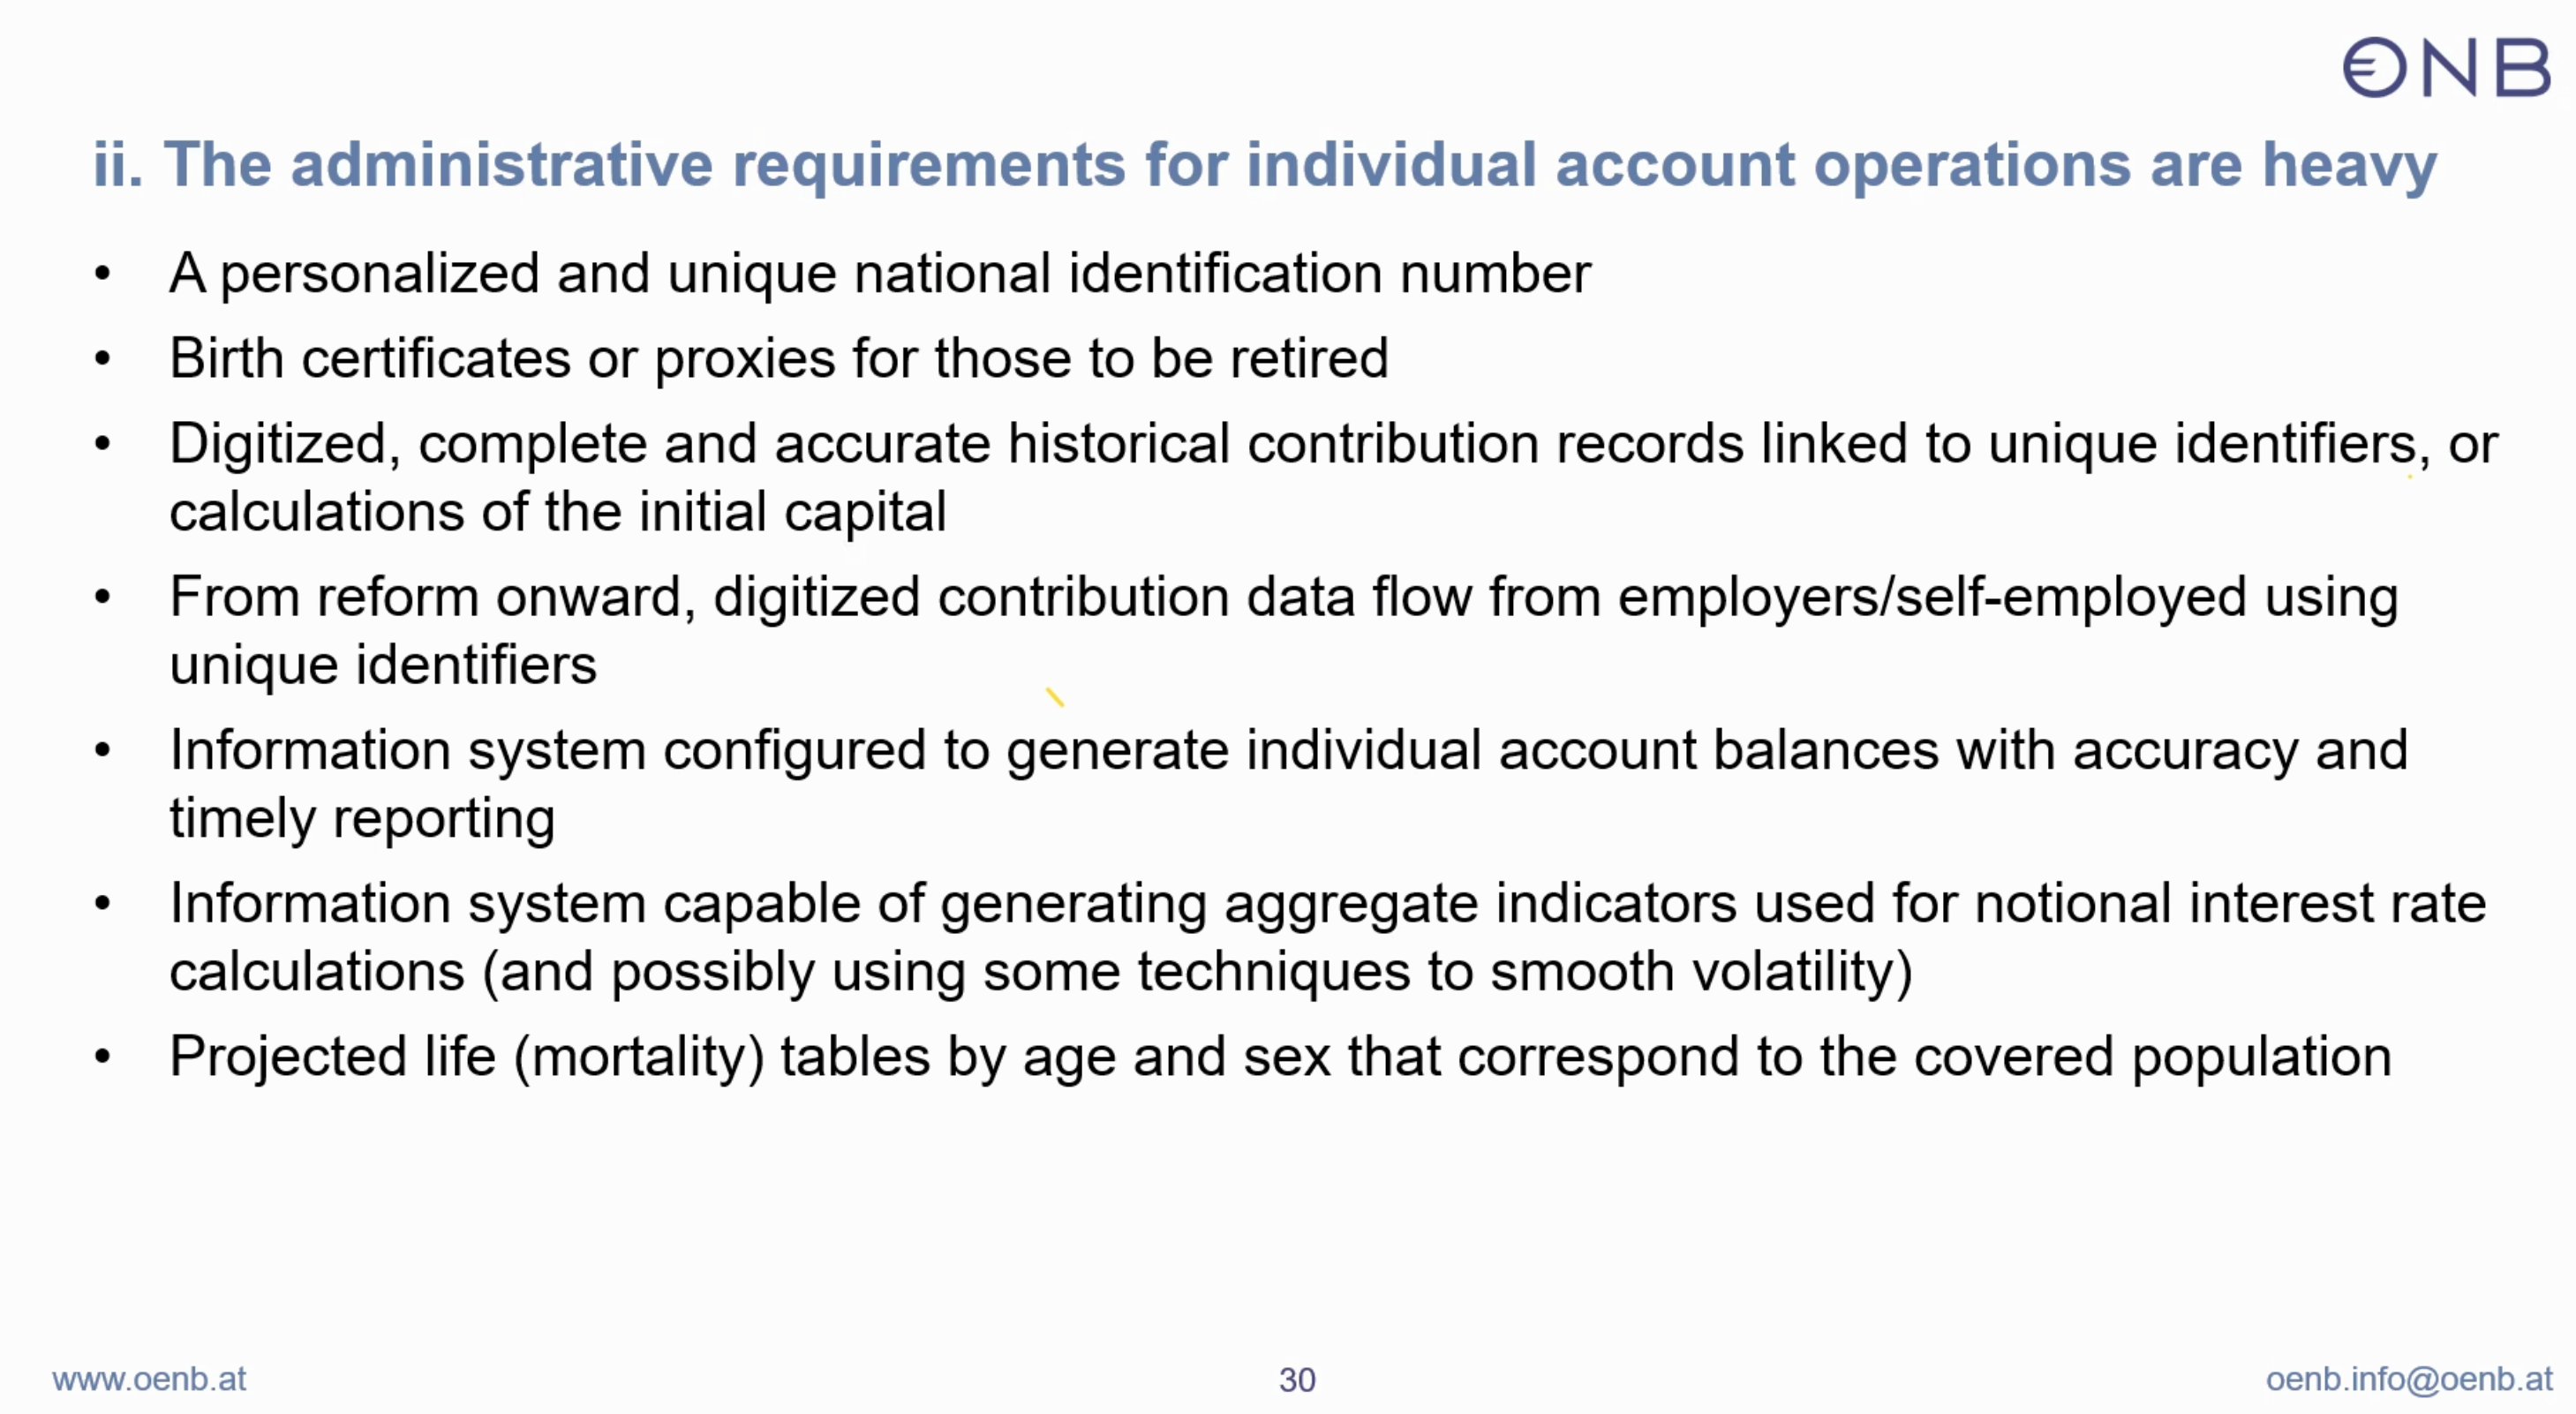 €NB
ii. The administrative requirements for individual account operations are heavy
• A personalized and unique national identification number
• Birth certificates or proxies for those to be retired
• Digitized, complete and accurate historical contribution records linked to unique identifiers, or
calculations of the initial capital
• From reform onward, digitized contribution data flow from employers/self-employed using
unique identifiers
• Information system configured to generate individual account balances with accuracy and
timely reporting
• Information system capable of generating aggregate indicators used for notional interest rate
calculations (and possibly using some techniques to smooth volatility)
• Projected life (mortality) tables by age and sex that correspond to the covered population
www.oenb.at
30
oenb.info@oenb.at